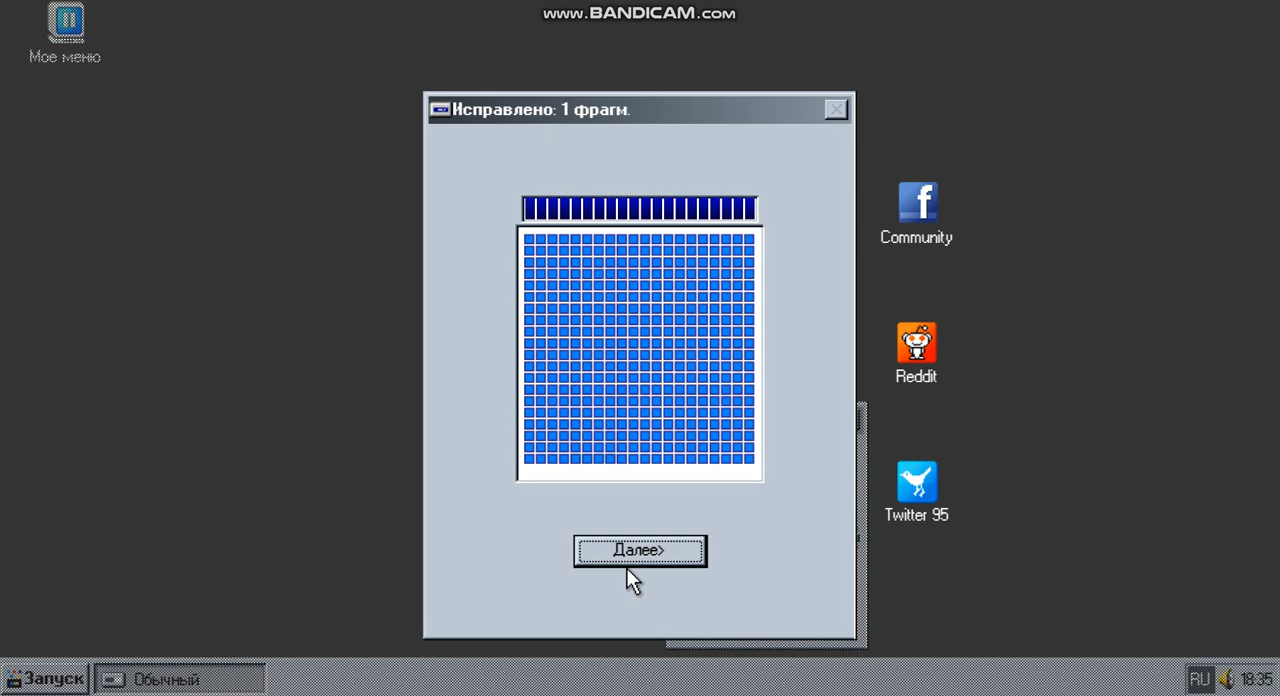 www.BANDICAM.com
Мое меню
Исправлено: 1 фрагм.
Community
Reddit
Twitter 95
Далее>
Запуск
Обычный
RU
18:35